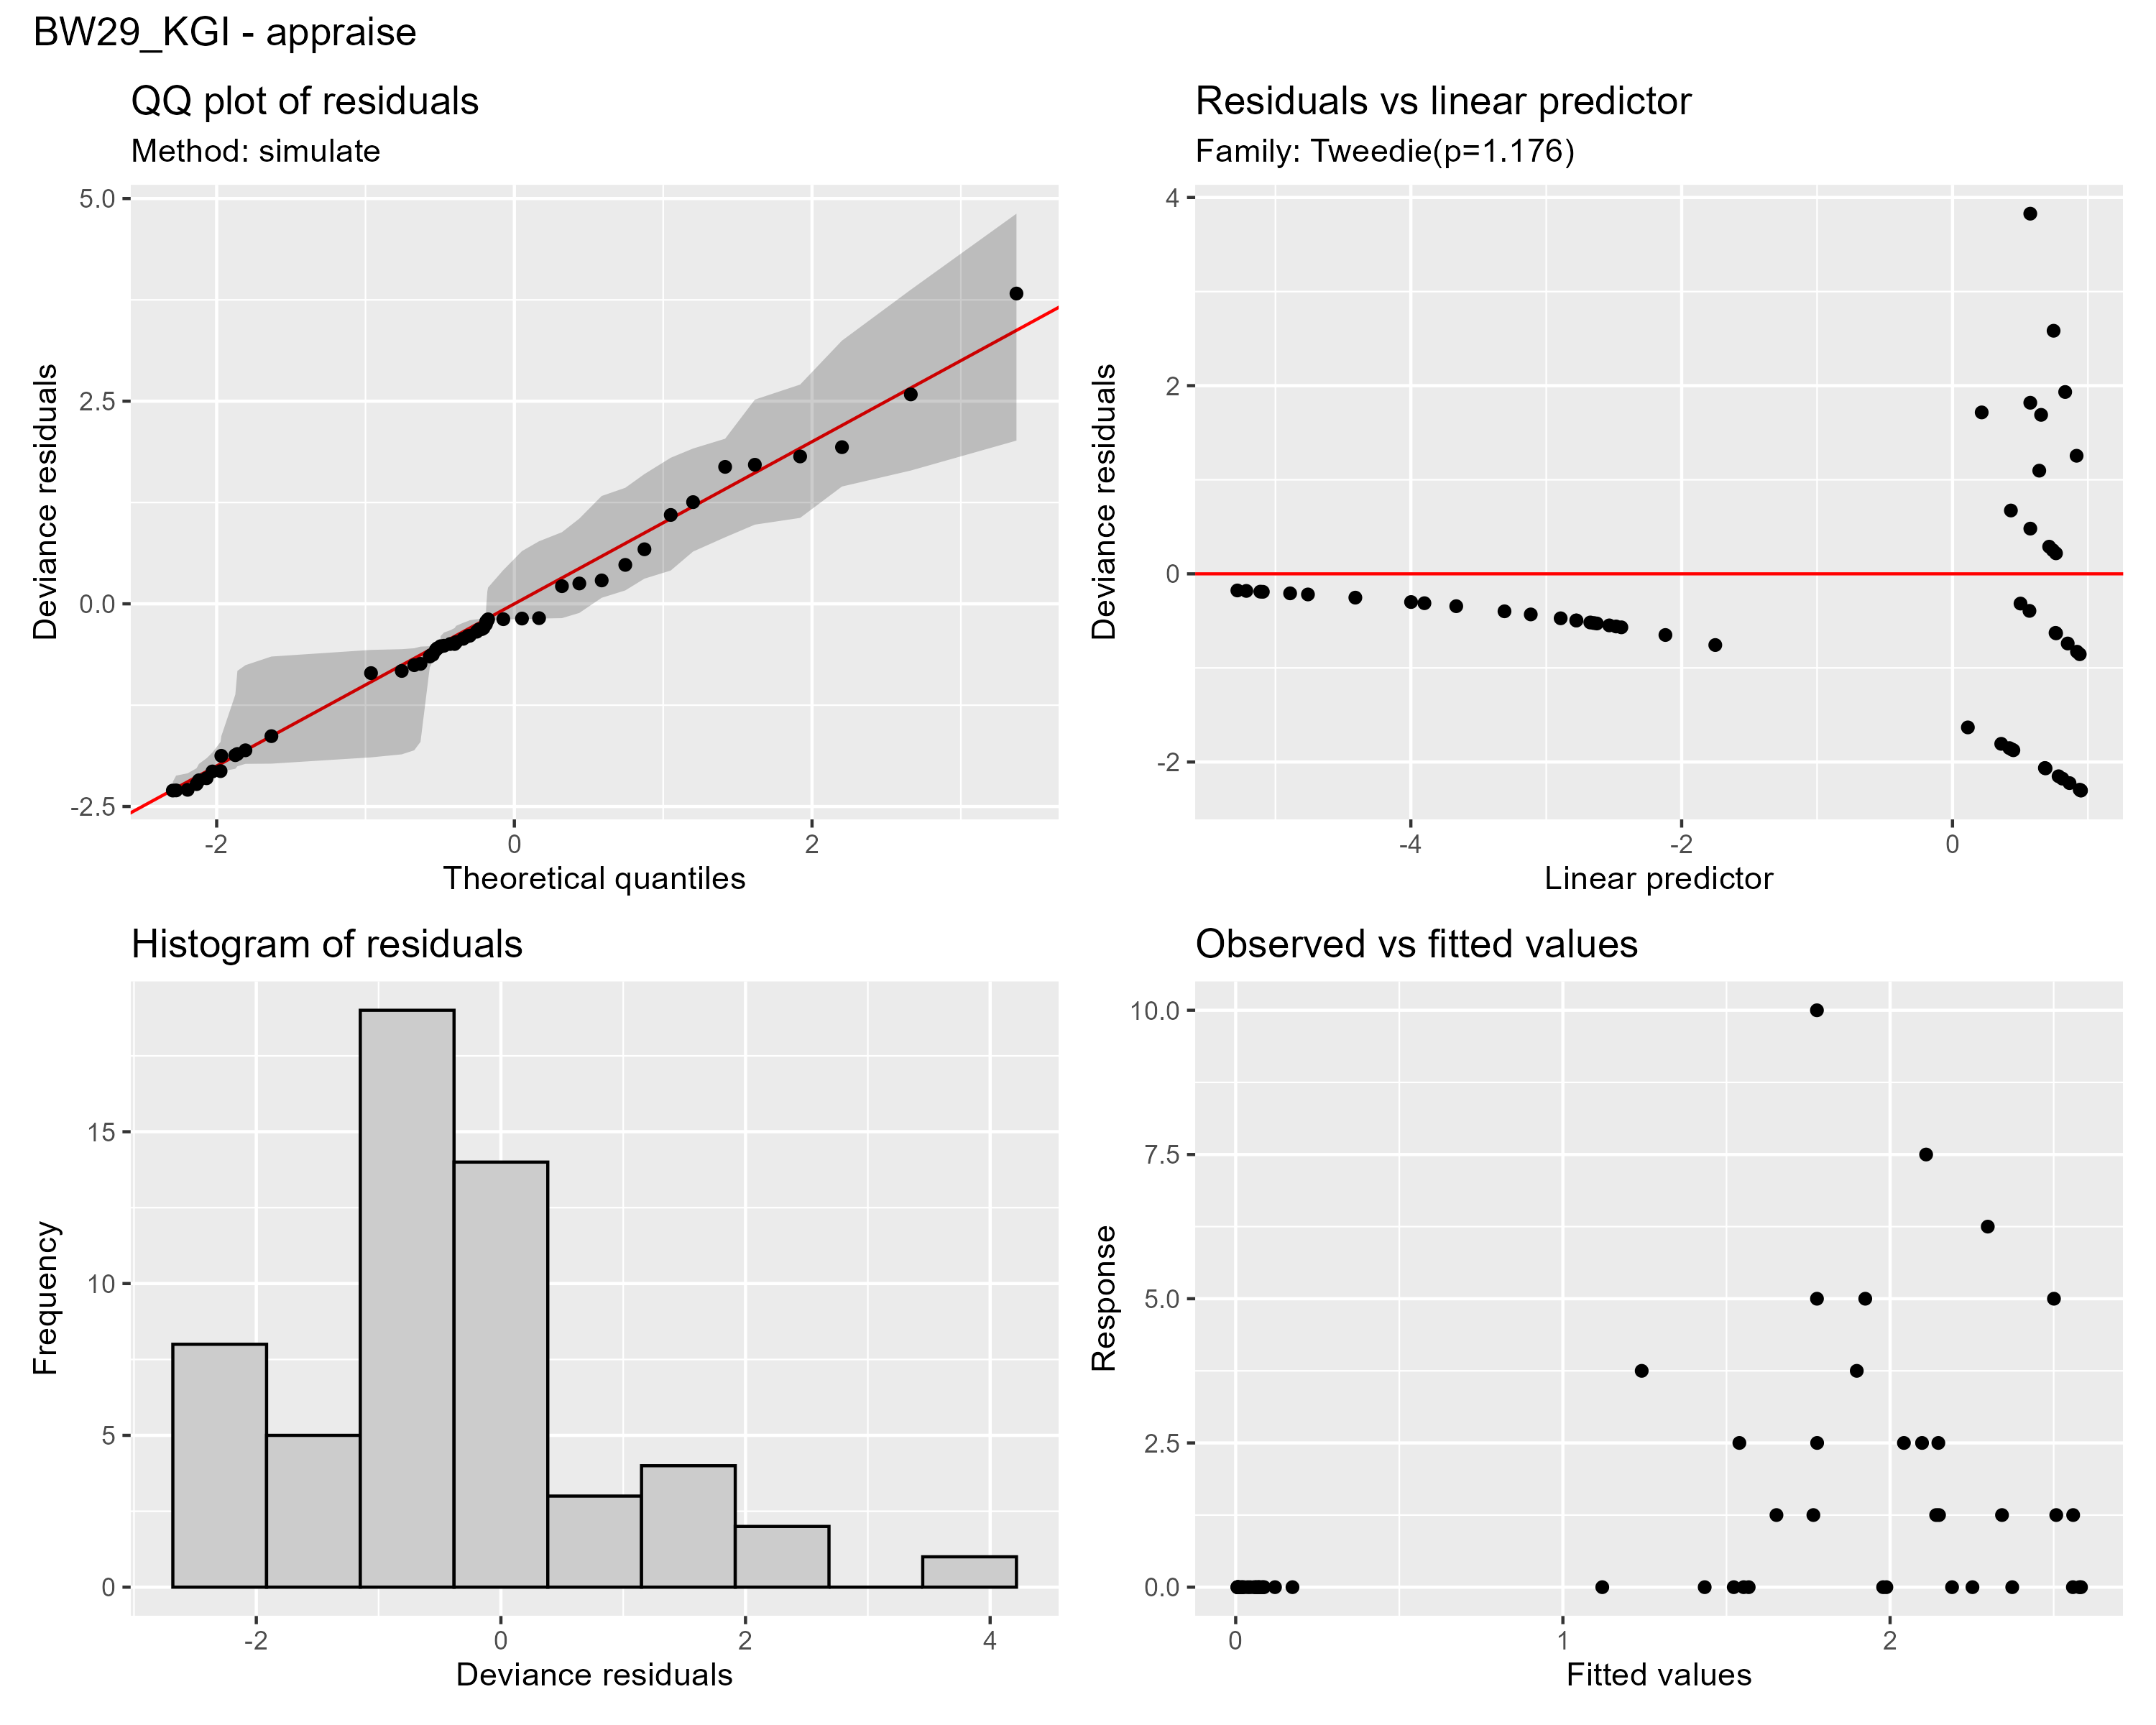 BW29_KGI - appraise
QQ plot of residuals
Method: simulate
5.0
2.5
0.0
-2.5
-2
0
2
Deviance residuals
Theoretical quantiles
Residuals vs linear predictor
Family: Tweedie(p=1.176)
4
2
0
-2
-4
-2
0
Deviance residuals
Linear predictor
Histogram of residuals
15
10
5
0
-2
0
2
4
Frequency
Deviance residuals
Observed vs fitted values
10.0
7.5
5.0
2.5
0.0
0
1
2
Response
Fitted values